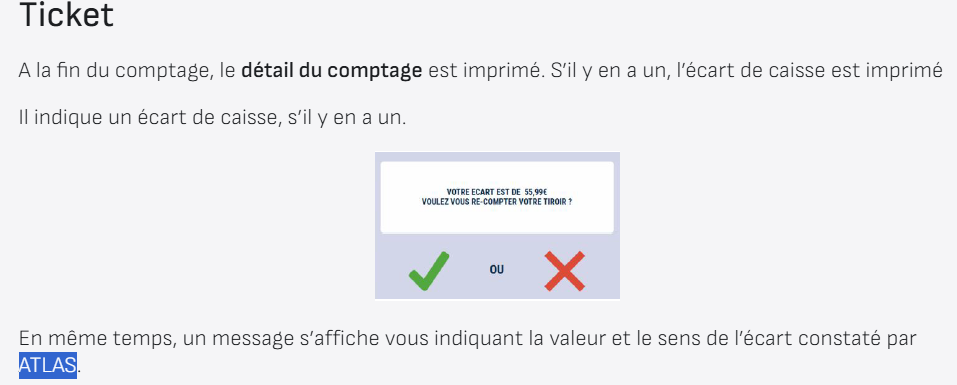 Ticket
A la fin du comptage, le détail du comptage est imprimé. S'il y en a un, l'écart de caisse est imprimé
Il indique un écart de caisse, s'il y en a un.
VOTRE ECART EST DE 55,99€
VOULEZ VOUS RE-COMPTER VOTRE TIROIR ?
OU
En même temps, un message s'affiche vous indiquant la valeur et le sens de l'écart constaté par
ATLAS.